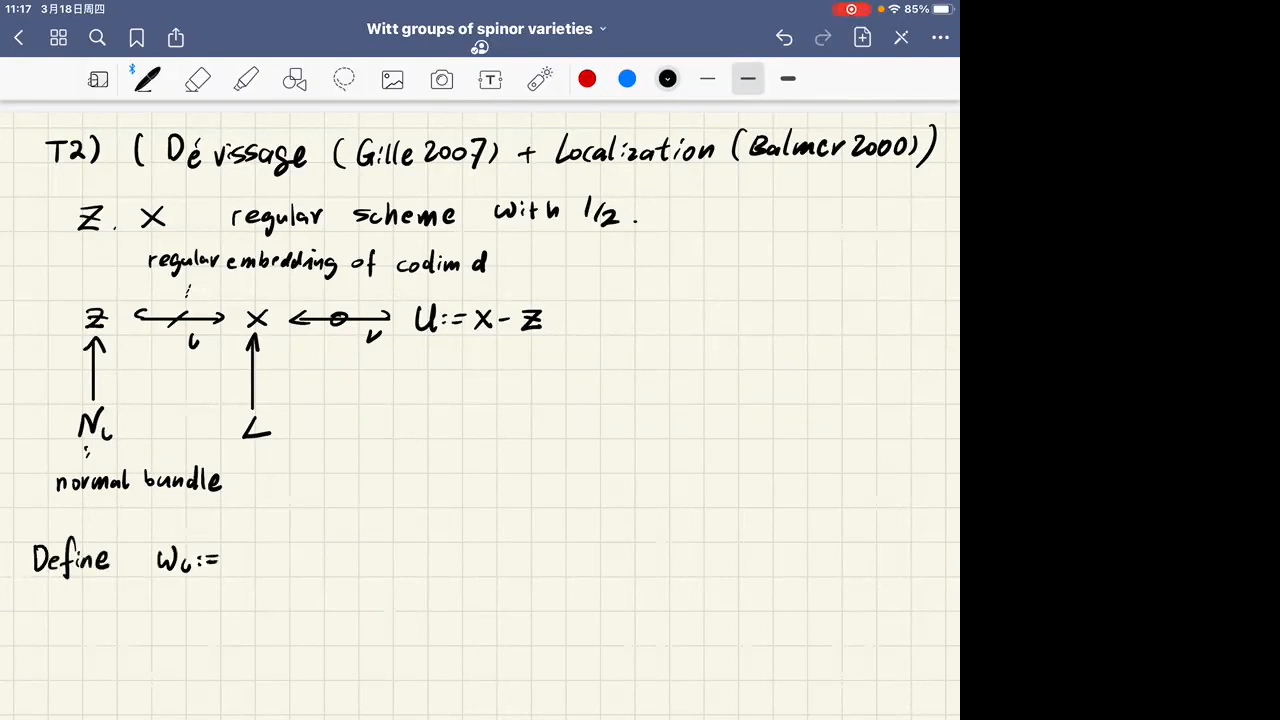 11:17 3月18日周四
85%
Witt groups of spinor varieties
T
T2) ( Dévissage (Gille 2007) + Localization (Balmer 2000))
Z. X regular scheme with 1/2.
regular embedding of codim d
Z ↪ X ↩ U := X - Z
ι υ
N_ι L
normal bundle
Define ω_ι :=